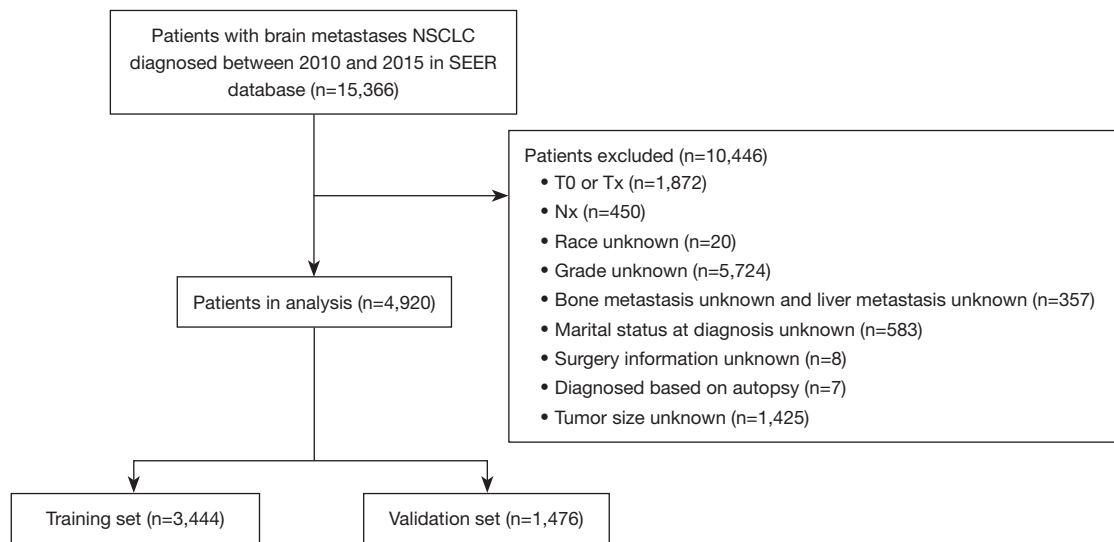 Patients with brain metastases NSCLC
diagnosed between 2010 and 2015 in SEER
database (n=15,366)
Patients excluded (n=10,446)
• T0 or Tx (n=1,872)
• Nx (n=450)
• Race unknown (n=20)
• Grade unknown (n=5,724)
• Bone metastasis unknown and liver metastasis unknown (n=357)
• Marital status at diagnosis unknown (n=583)
• Surgery information unknown (n=8)
• Diagnosed based on autopsy (n=7)
• Tumor size unknown (n=1,425)
Patients in analysis (n=4,920)
Training set (n=3,444)
Validation set (n=1,476)